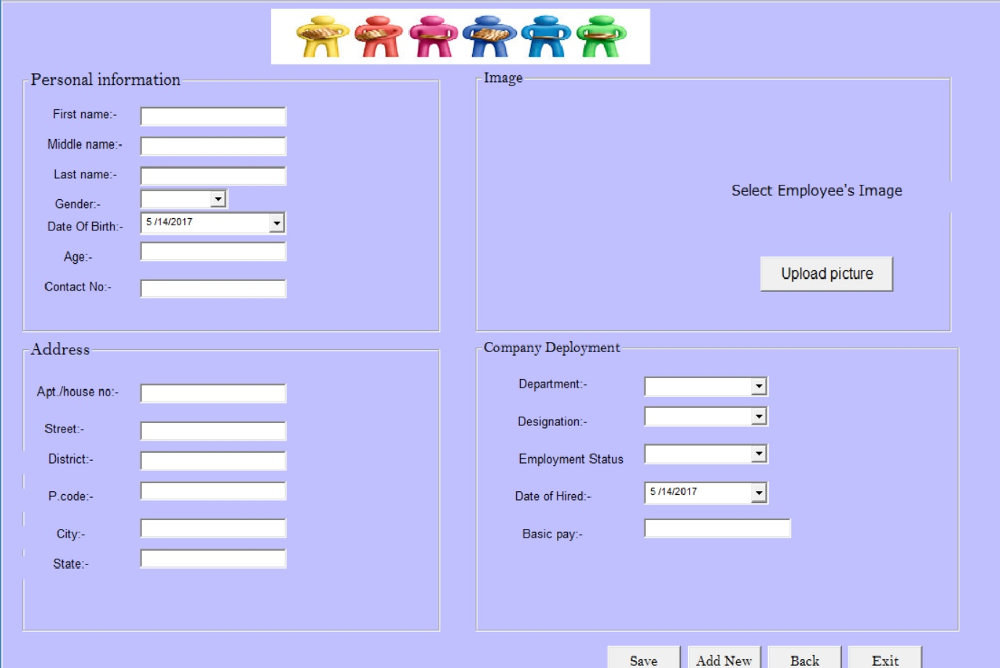 Personal information
First name:-
Middle name:-
Last name:-
Gender:-
Date Of Birth:- 5 /14/2017
Age:-
Contact No:-
Image
Select Employee's Image
Upload picture
Address
Apt./house no:-
Street:-
District:-
P.code:-
City:-
State:-
Company Deployment
Department:-
Designation:-
Employment Status
Date of Hired:- 5 /14/2017
Basic pay:-
Save Add New Back Exit